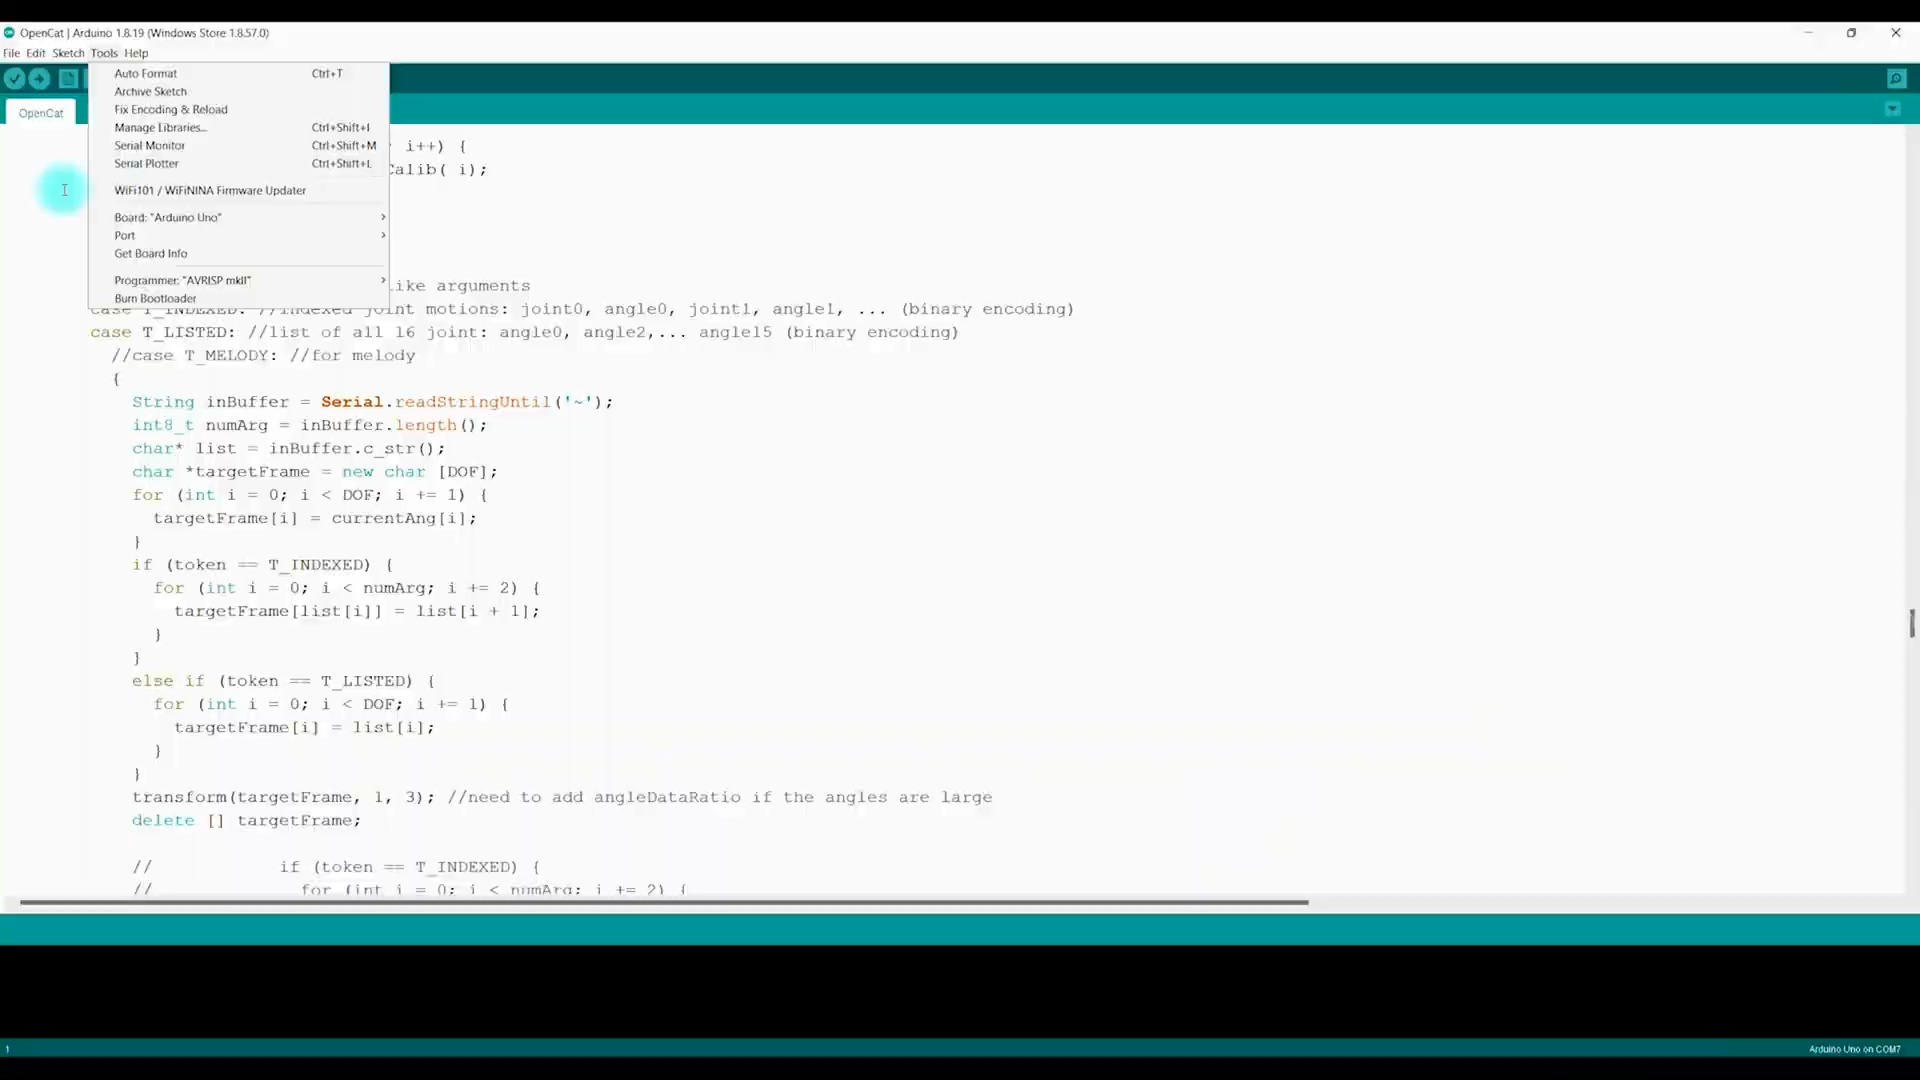 OpenCat | Arduino 1.8.19 (Windows Store 1.8.57.0)
File Edit Sketch Tools Help
OpenCat
Auto Format Ctrl+T
Archive Sketch
Fix Encoding & Reload
Manage Libraries... Ctrl+Shift+I
Serial Monitor Ctrl+Shift+M
Serial Plotter Ctrl+Shift+L
WiFi101 / WiFiNINA Firmware Updater
Board: "Arduino Uno"
Port
Get Board Info
Programmer: "AVRISP mkII"
Burn Bootloader
i++) {
Calib( i);
like arguments
case T_INDEXED: //indexed joint motions: joint0, angle0, joint1, angle1, ... (binary encoding)
case T_LISTED: //list of all 16 joint: angle0, angle2,... angle15 (binary encoding)
//case T_MELODY: //for melody
{
String inBuffer = Serial.readStringUntil('~');
int8_t numArg = inBuffer.length();
char* list = inBuffer.c_str();
char *targetFrame = new char [DOF];
for (int i = 0; i < DOF; i += 1) {
targetFrame[i] = currentAng[i];
}
if (token == T_INDEXED) {
for (int i = 0; i < numArg; i += 2) {
targetFrame[list[i]] = list[i + 1];
}
}
else if (token == T_LISTED) {
for (int i = 0; i < DOF; i += 1) {
targetFrame[i] = list[i];
}
}
transform(targetFrame, 1, 3); //need to add angleDataRatio if the angles are large
delete [] targetFrame;
// if (token == T_INDEXED) {
// for (int i = 0; i < numArg; i += 2) {
1
Arduino Uno on COM7